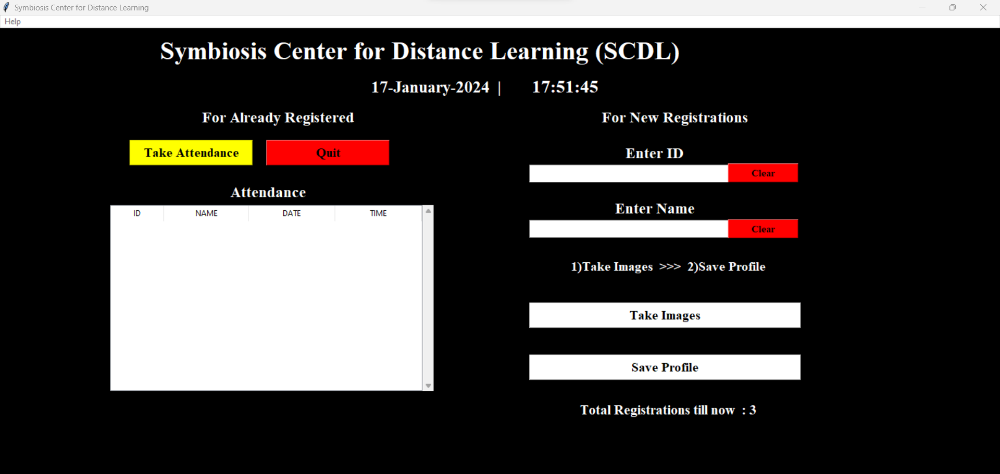 Symbiosis Center for Distance Learning
Help
Symbiosis Center for Distance Learning (SCDL)
17-January-2024 | 17:51:45
For Already Registered
Take Attendance Quit
Attendance
ID NAME DATE TIME
For New Registrations
Enter ID
Clear
Enter Name
Clear
1)Take Images >>> 2)Save Profile
Take Images
Save Profile
Total Registrations till now : 3